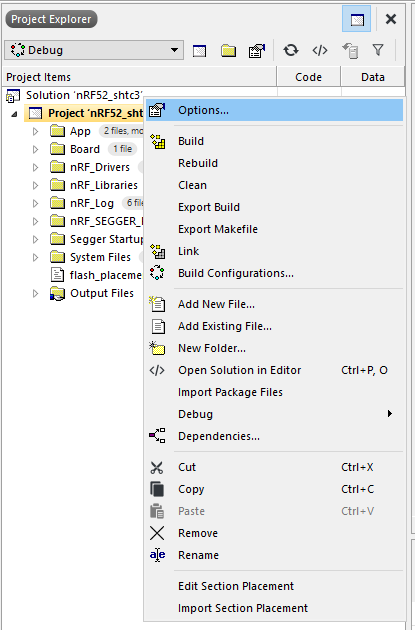 Project Explorer
Debug
Project Items Code Data
Solution 'nRF52_shtc3'
Project 'nRF52_sht
App 2 files, mo
Board 1 file
nRF_Drivers
nRF_Libraries
nRF_Log 6 fil
nRF_SEGGER_
Segger Startup
System Files
flash_placeme
Output Files
Options...
Build
Rebuild
Clean
Export Build
Export Makefile
Link
Build Configurations...
Add New File...
Add Existing File...
New Folder...
Open Solution in Editor Ctrl+P, O
Import Package Files
Debug
Dependencies...
Cut Ctrl+X
Copy Ctrl+C
Paste Ctrl+V
Remove
Rename
Edit Section Placement
Import Section Placement